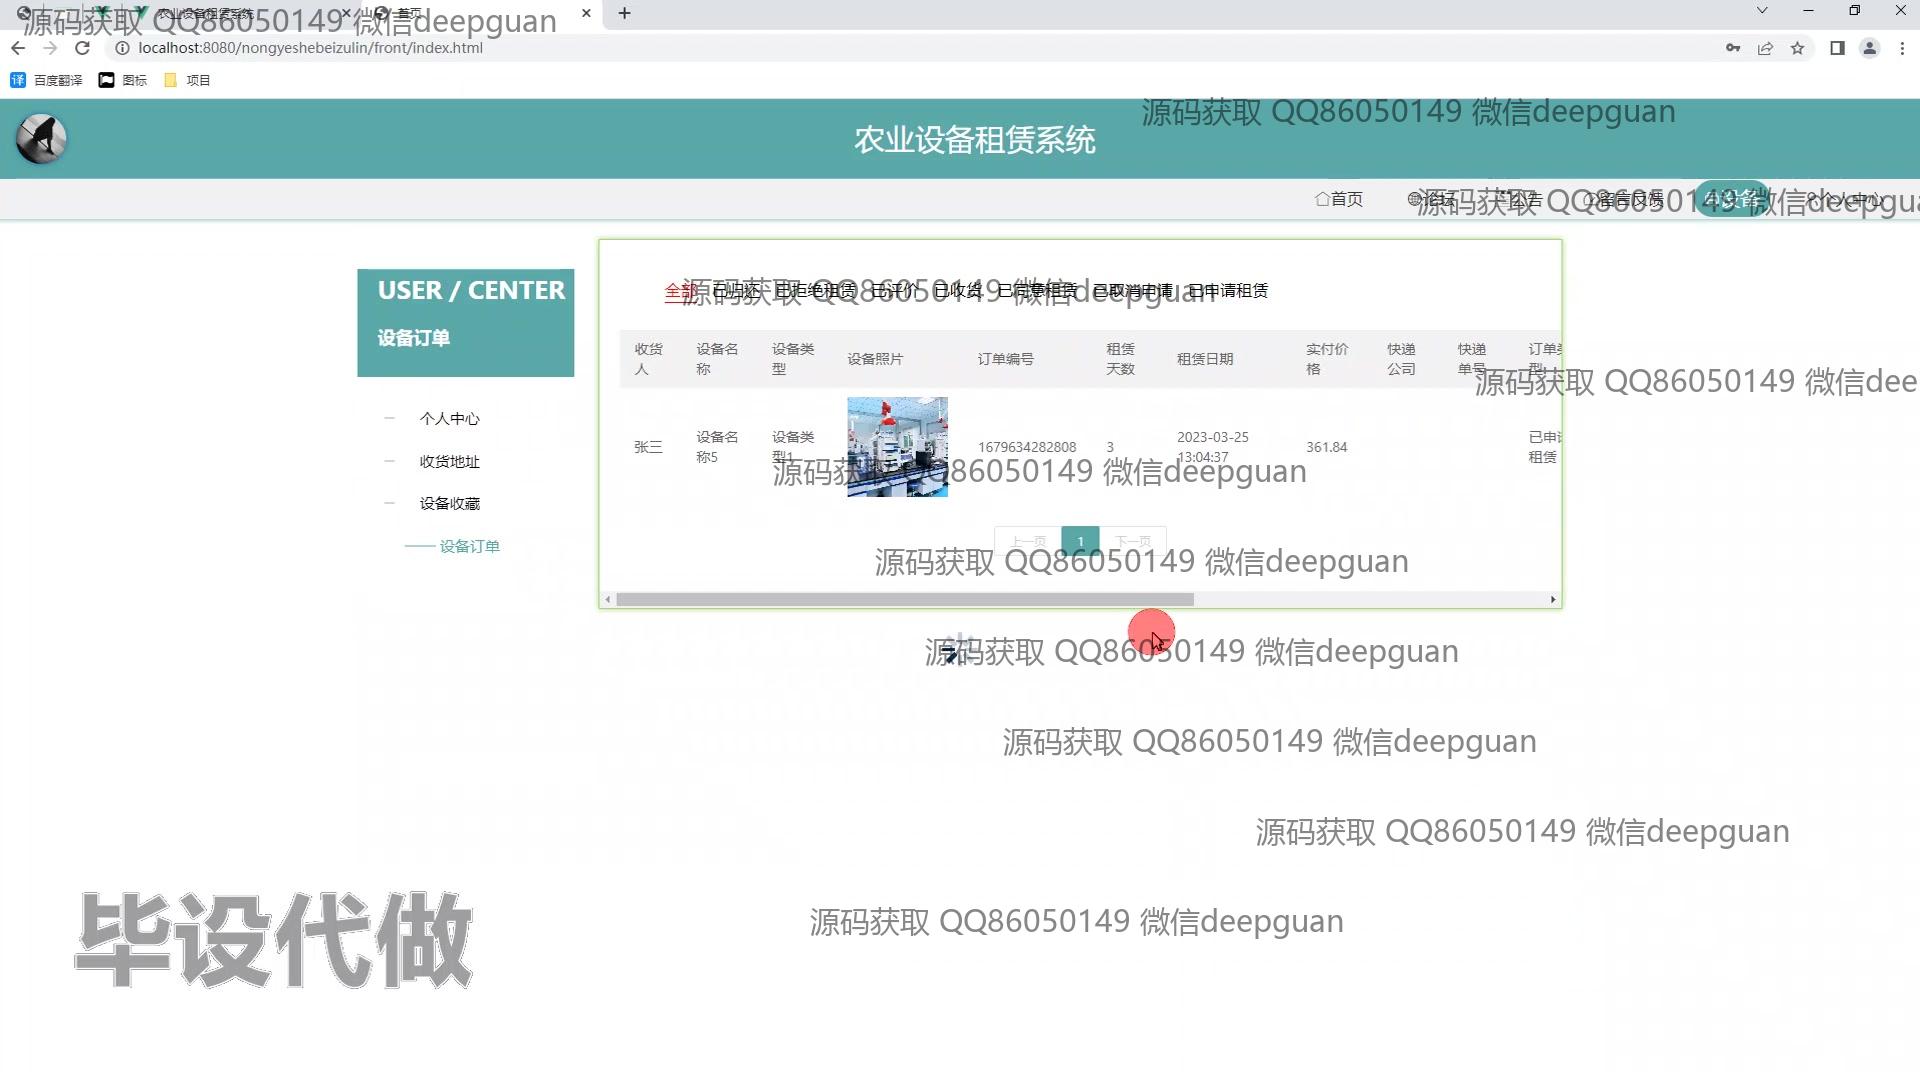 农业设备租赁系统
首页
源码获取 QQ86050149 微信deepguan
localhost:8080/nongyeshebeizulin/front/index.html
百度翻译 图标 项目
源码获取 QQ86050149 微信deepguan
农业设备租赁系统
首页 论坛 公告 留言反馈 设备 个人中心
源码获取 QQ86050149 微信deepgua
USER / CENTER
设备订单
个人中心
收货地址
设备收藏
设备订单
全部 已归还 已拒绝租赁 已评价 已收货 已同意租赁 已取消申请 已申请租赁
源码获取 QQ86050149 微信deepguan
收货人 设备名称 设备类型 设备照片 订单编号 租赁天数 租赁日期 实付价格 快递公司 快递单号 订单类型
源码获取 QQ86050149 微信dee
张三 设备名称5 设备类型1 1679634282808 3 2023-03-25 13:04:37 361.84 已申请租赁
源码获取 QQ86050149 微信deepguan
上一页 1 下一页
源码获取 QQ86050149 微信deepguan
源码获取 QQ86050149 微信deepguan
源码获取 QQ86050149 微信deepguan
源码获取 QQ86050149 微信deepguan
源码获取 QQ86050149 微信deepguan
毕设代做